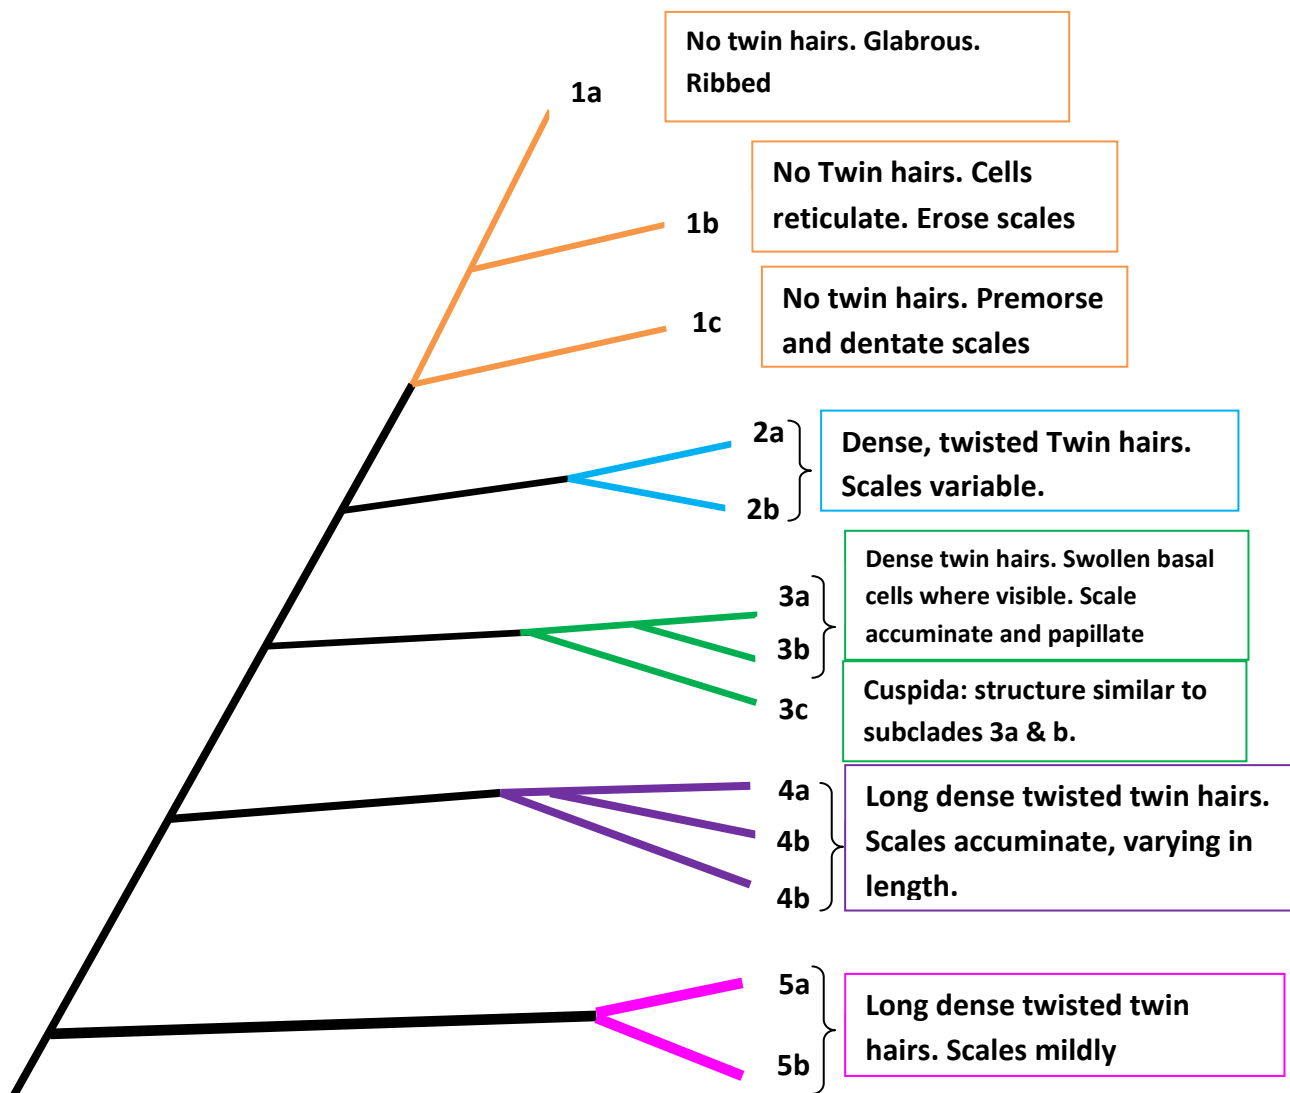 No twin hairs. Glabrous.
Ribbed
1a
No Twin hairs. Cells
reticulate. Erose scales
1b
No twin hairs. Premorse
and dentate scales
1c
2a
2b
Dense, twisted Twin hairs.
Scales variable.
3a
3b
Dense twin hairs. Swollen basal
cells where visible. Scale
accuminate and papillate
3c
Cuspida: structure similar to
subclades 3a & b.
4a
4b
4b
Long dense twisted twin hairs.
Scales accuminate, varying in
length.
5a
5b
Long dense twisted twin
hairs. Scales mildly